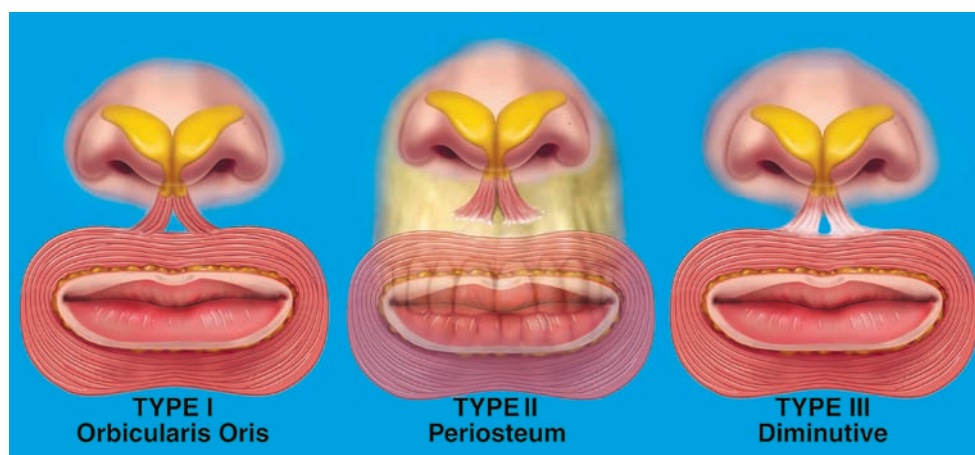 TYPE I
Orbicularis Oris
TYPE II
Periosteum
TYPE III
Diminutive